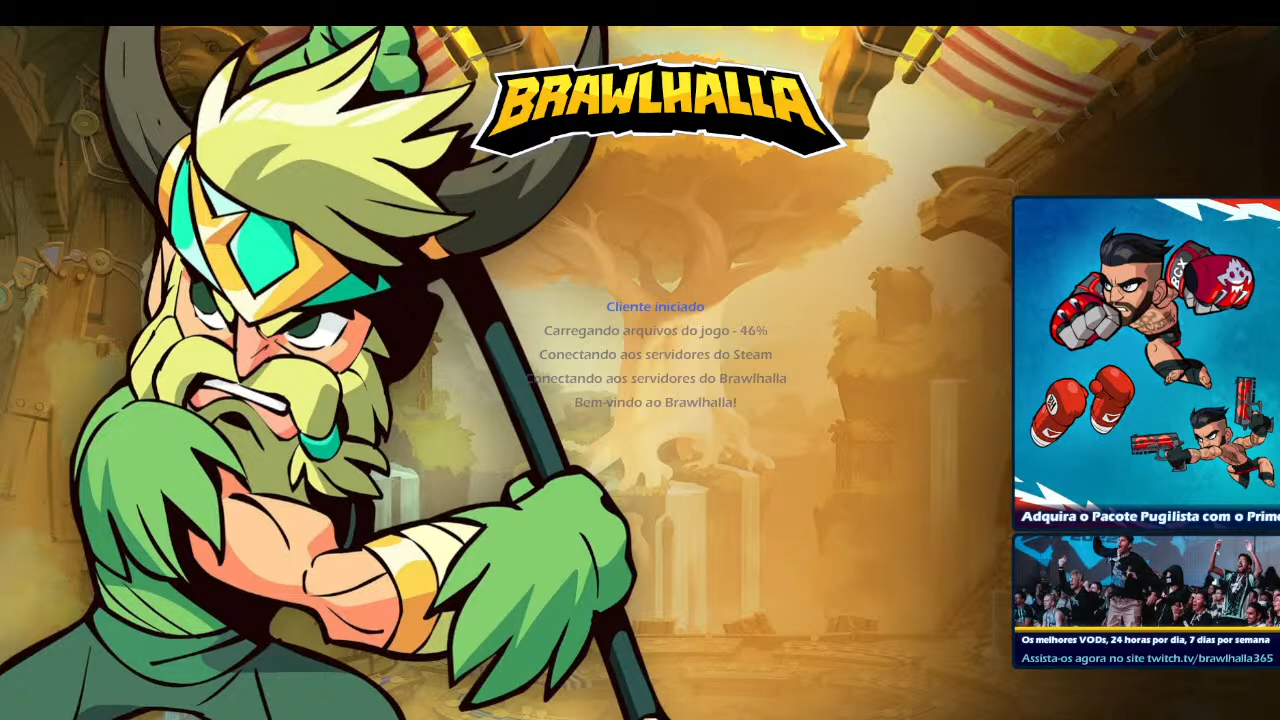 BRAWLHALLA
Cliente iniciado
Carregando arquivos do jogo - 46%
Conectando aos servidores do Steam
Conectando aos servidores do Brawlhalla
Bem-vindo ao Brawlhalla!
BGX
Adquira o Pacote Pugilista com o Prime
Os melhores VODs, 24 horas por dia, 7 dias por semana
Assista-os agora no site twitch.tv/brawlhalla365